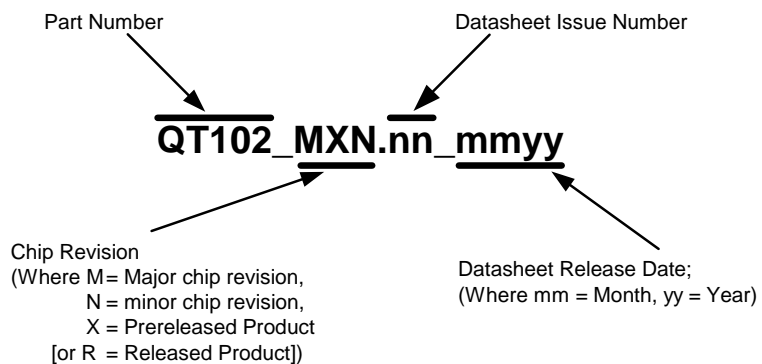 Part Number
Datasheet Issue Number
QT102_MXN.nn_mmyy
Chip Revision
(Where M = Major chip revision,
N = minor chip revision,
X = Prereleased Product
[or R = Released Product])
Datasheet Release Date;
(Where mm = Month, yy = Year)